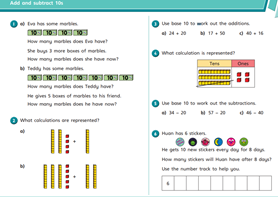 Add and subtract 10s
1 a) Eva has some marbles.
10 10 10 10
How many marbles does Eva have?
She buys 3 more boxes of marbles.
How many marbles does she have now?
b) Teddy has some marbles.
10 10 10 10 10 10 10
How many marbles does Teddy have?
He gives 5 boxes of marbles to his friend.
How many marbles does he have now?
2 What calculations are represented?
a)
+
b)
+
3 Use base 10 to work out the additions.
a) 24 + 20 b) 17 + 50 c) 40 + 16
4 What calculation is represented?
Tens Ones
5 Use base 10 to work out the subtractions.
a) 34 − 20 b) 57 − 20 c) 46 − 40
6 Huan has 6 stickers.
He gets 10 new stickers every day for 8 days.
How many stickers will Huan have after 8 days?
Use the number track to help you.
6